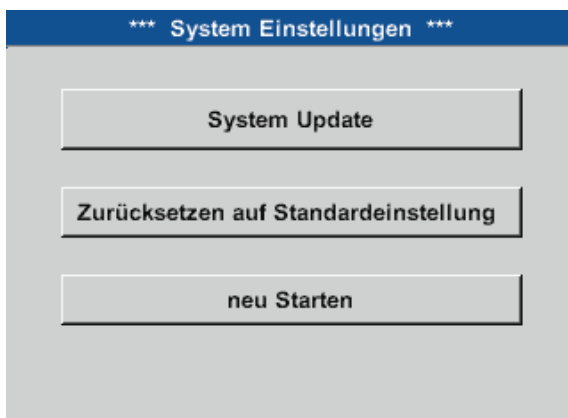 *** System Einstellungen ***
System Update
Zurücksetzen auf Standardeinstellung
neu Starten